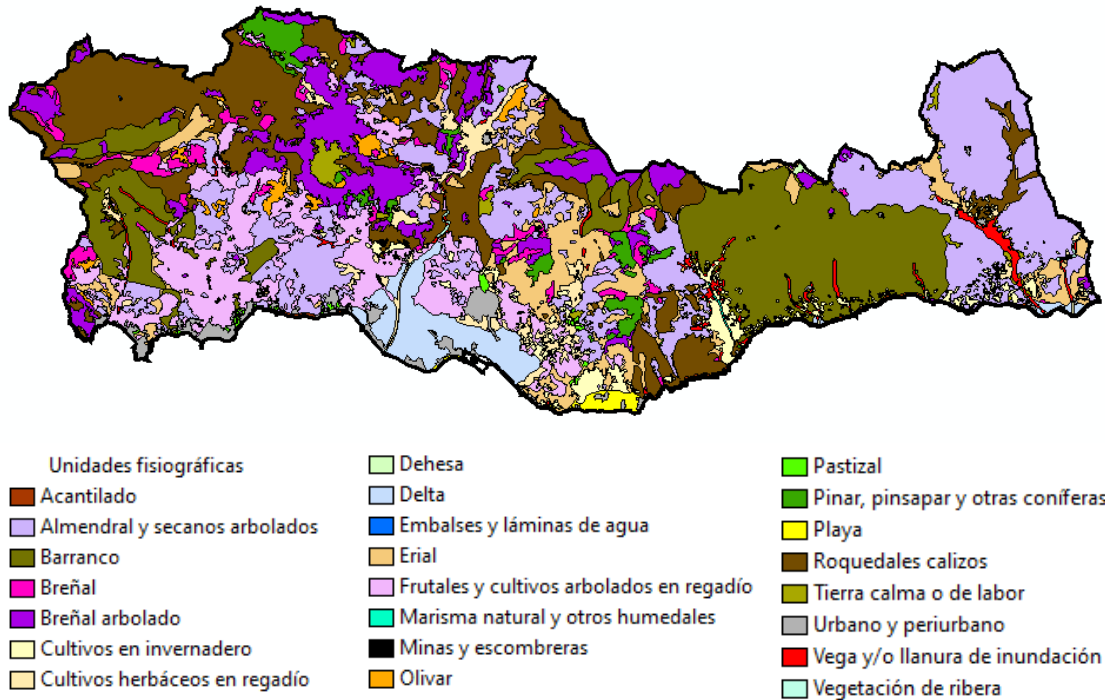 Unidades fisiográficas
Acantilado
Almendral y secanos arbolados
Barranco
Breñal
Breñal arbolado
Cultivos en invernadero
Cultivos herbáceos en regadío
Dehesa
Delta
Embalses y láminas de agua
Erial
Frutales y cultivos arbolados en regadío
Marisma natural y otros humedales
Minas y escombreras
Olivar
Pastizal
Pinar, pinsapar y otras coníferas
Playa
Roquedales calizos
Tierra calma o de labor
Urbano y periurbano
Vega y/o llanura de inundación
Vegetación de ribera